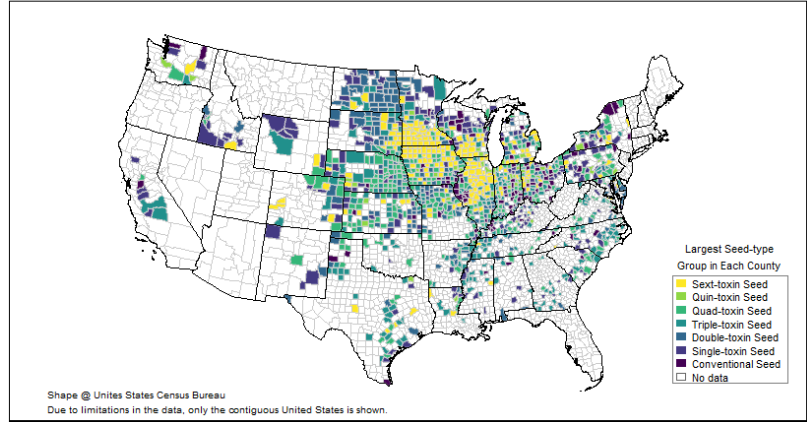 Largest Seed-type
Group in Each County
Sext-toxin Seed
Quin-toxin Seed
Quad-toxin Seed
Triple-toxin Seed
Double-toxin Seed
Single-toxin Seed
Conventional Seed
No data
Shape @ Unites States Census Bureau
Due to limitations in the data, only the contiguous United States is shown.